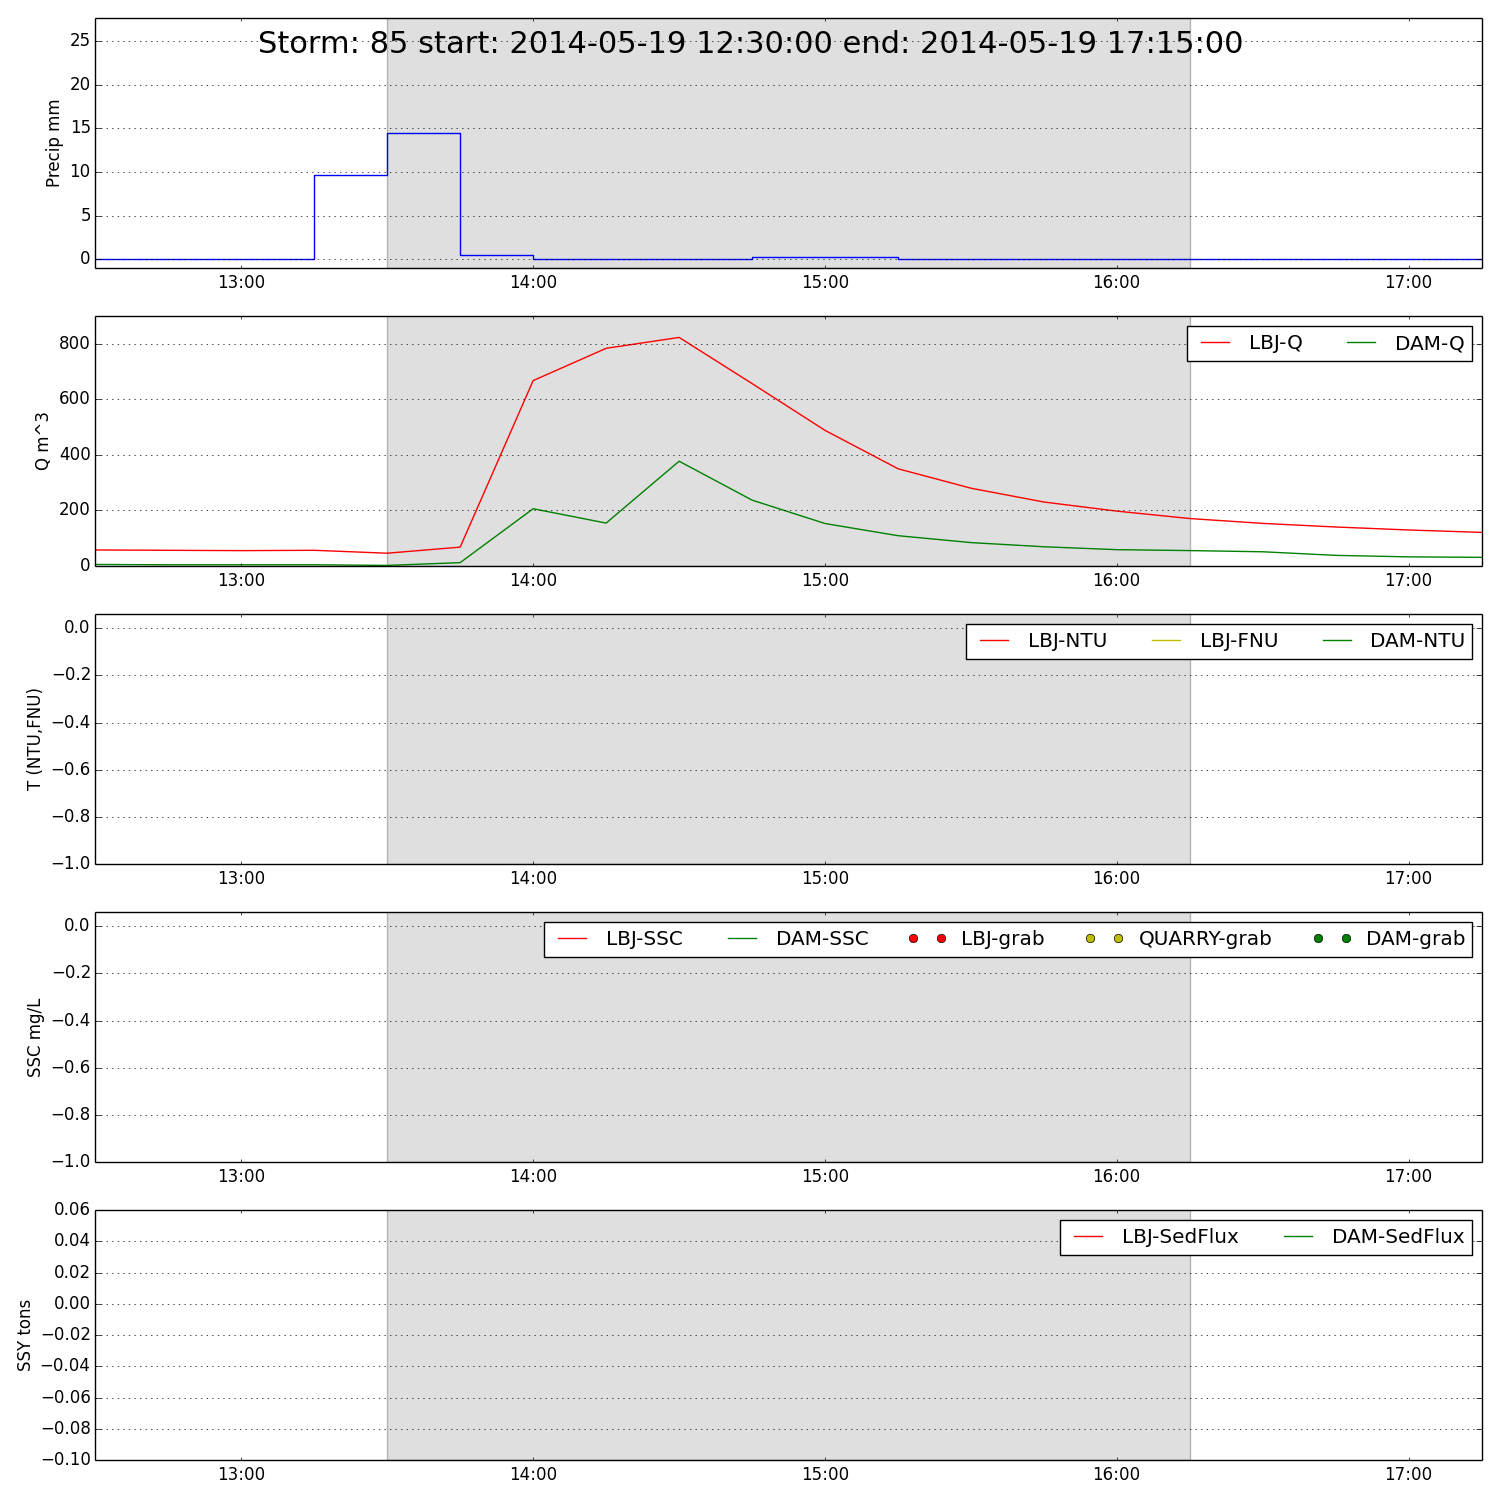 Storm: 85 start: 2014-05-19 12:30:00 end: 2014-05-19 17:15:00
Precip mm
25
20
15
10
5
0
13:00 14:00 15:00 16:00 17:00
LBJ-Q DAM-Q
Q m^3
800
600
400
200
0
13:00 14:00 15:00 16:00 17:00
LBJ-NTU LBJ-FNU DAM-NTU
T (NTU,FNU)
0.0
−0.2
−0.4
−0.6
−0.8
−1.0
13:00 14:00 15:00 16:00 17:00
LBJ-SSC DAM-SSC LBJ-grab QUARRY-grab DAM-grab
SSC mg/L
0.0
−0.2
−0.4
−0.6
−0.8
−1.0
13:00 14:00 15:00 16:00 17:00
LBJ-SedFlux DAM-SedFlux
SSY tons
0.06
0.04
0.02
0.00
−0.02
−0.04
−0.06
−0.08
−0.10
13:00 14:00 15:00 16:00 17:00